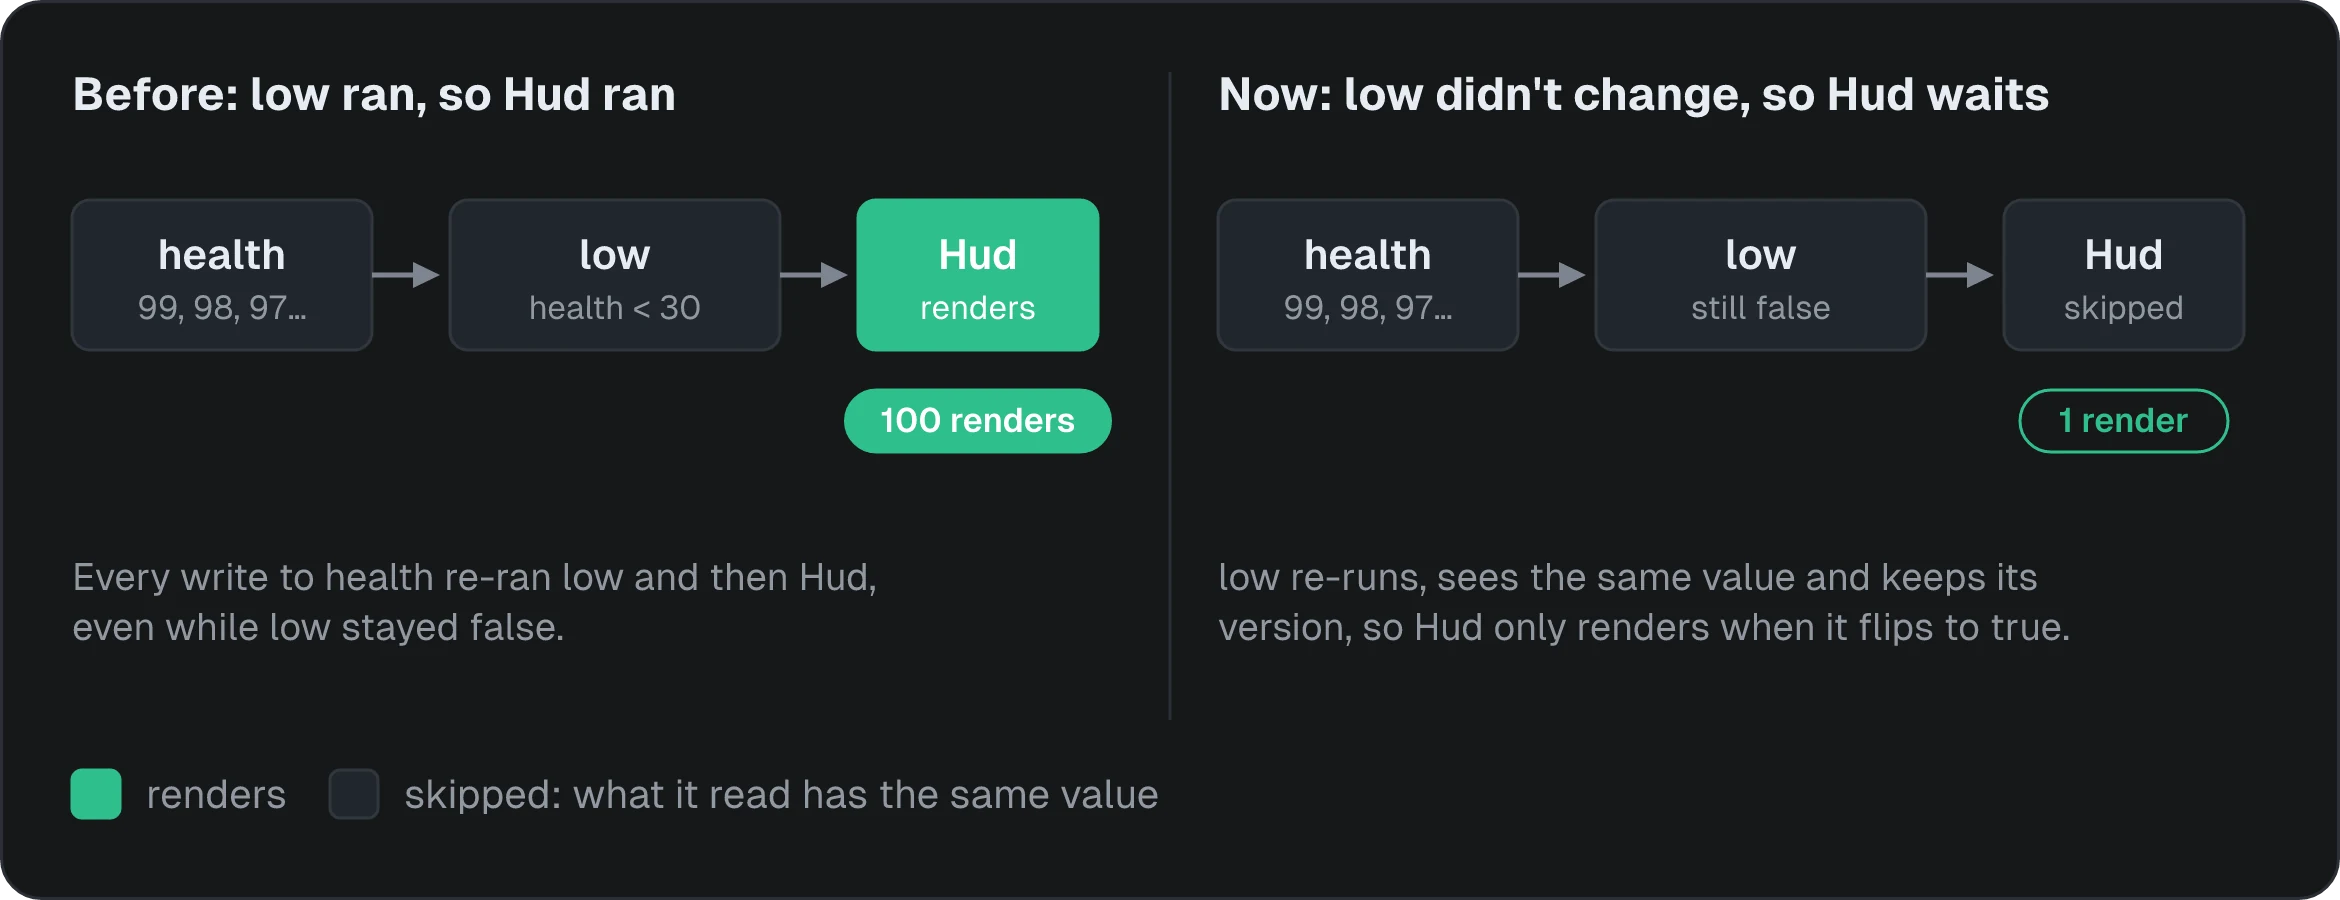 Before: low ran, so Hud ran
health
99, 98, 97...
low
health < 30
Hud
renders
100 renders
Every write to health re-ran low and then Hud,
even while low stayed false.
Now: low didn't change, so Hud waits
health
99, 98, 97...
low
still false
Hud
skipped
1 render
low re-runs, sees the same value and keeps its
version, so Hud only renders when it flips to true.
renders
skipped: what it read has the same value